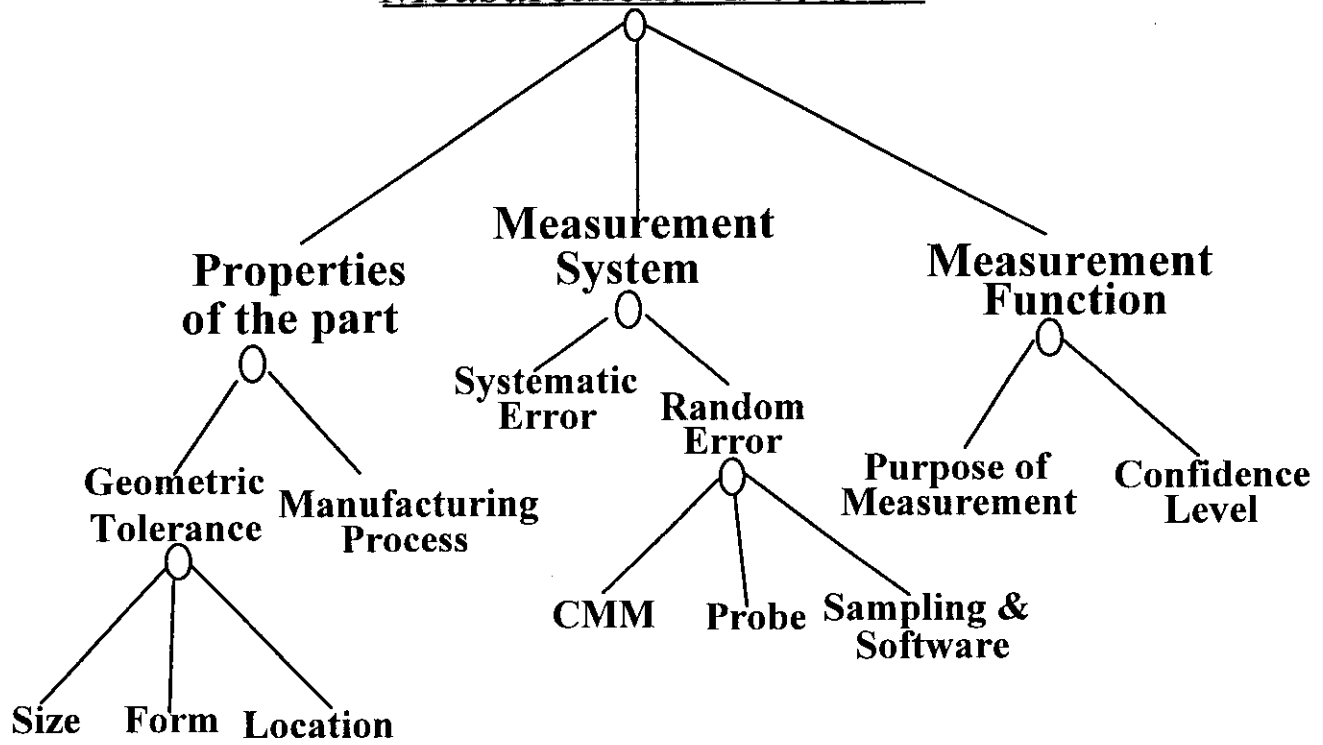 Measurement
Properties
of the part
Measurement
System
Measurement
Function
Systematic
Error
Random
Error
Purpose of
Measurement
Confidence
Level
Geometric
Tolerance
Manufacturing
Process
CMM
Probe
Sampling &
Software
Size
Form
Location